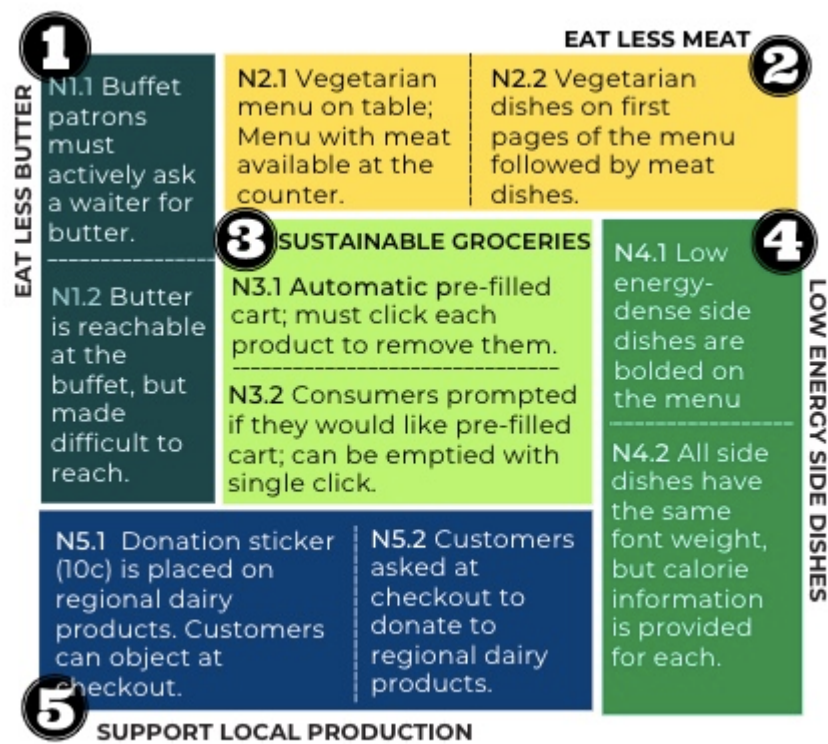 1
EAT LESS BUTTER
N1.1 Buffet
patrons
must
actively ask
a waiter for
butter.
N1.2 Butter
is reachable
at the
buffet, but
made
difficult to
reach.
EAT LESS MEAT
2
N2.1 Vegetarian
menu on table;
Menu with meat
available at the
counter.
N2.2 Vegetarian
dishes on first
pages of the menu
followed by meat
dishes.
3
SUSTAINABLE GROCERIES
N3.1 Automatic pre-filled
cart; must click each
product to remove them.
N3.2 Consumers prompted
if they would like pre-filled
cart; can be emptied with
single click.
4
LOW ENERGY SIDE DISHES
N4.1 Low
energy-
dense side
dishes are
bolded on
the menu
N4.2 All side
dishes have
the same
font weight,
but calorie
information
is provided
for each.
N5.1 Donation sticker
(10c) is placed on
regional dairy
products. Customers
can object at
checkout.
N5.2 Customers
asked at
checkout to
donate to
regional dairy
products.
5
SUPPORT LOCAL PRODUCTION